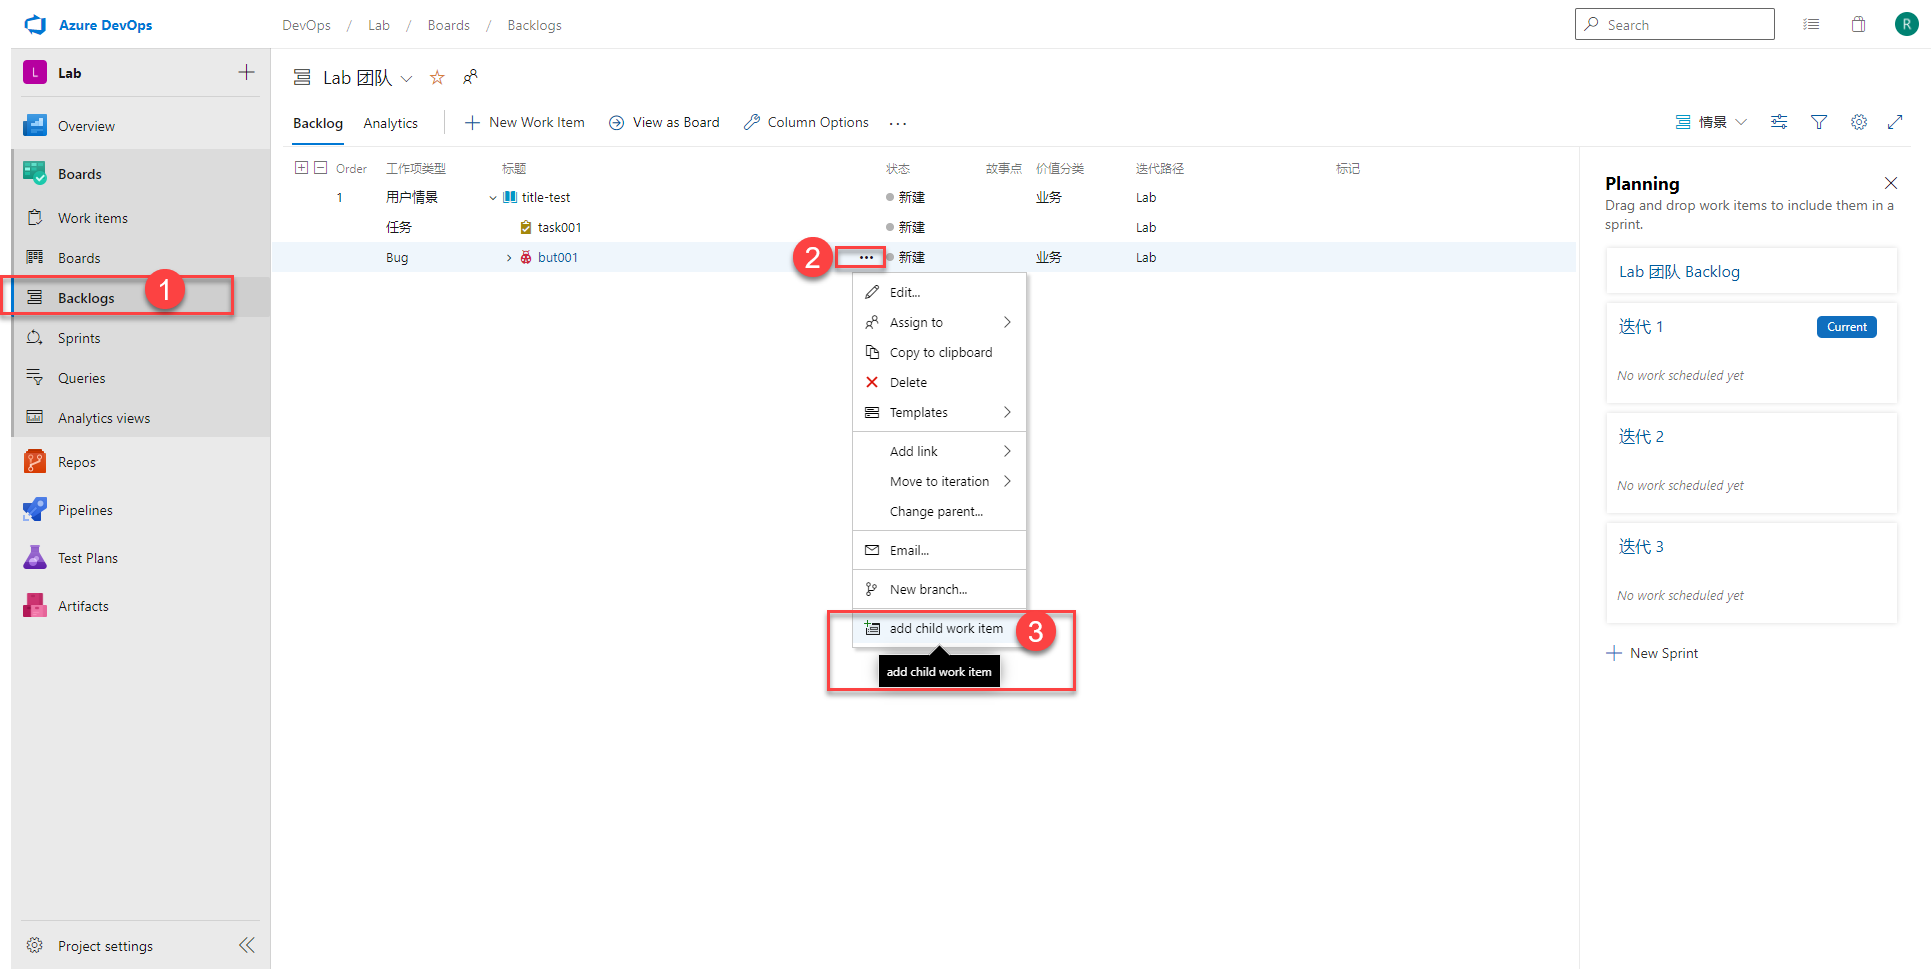 Azure DevOps
DevOps / Lab / Boards / Backlogs
Search
R
L Lab
Lab 团队
Overview
Boards
Work items
Boards
Backlogs
1
Sprints
Queries
Analytics views
Repos
Pipelines
Test Plans
Artifacts
Project settings
Backlog Analytics New Work Item View as Board Column Options ...
情景
Order 工作项类型 标题 状态 故事点 价值分类 迭代路径 标记
1 用户情景 title-test 新建 业务 Lab
任务 task001 新建 Lab
Bug but001 2 ... 新建 业务 Lab
Edit...
Assign to
Copy to clipboard
Delete
Templates
Add link
Move to iteration
Change parent...
Email...
New branch...
add child work item 3
add child work item
Planning
Drag and drop work items to include them in a
sprint.
Lab 团队 Backlog
迭代 1 Current
No work scheduled yet
迭代 2
No work scheduled yet
迭代 3
No work scheduled yet
New Sprint